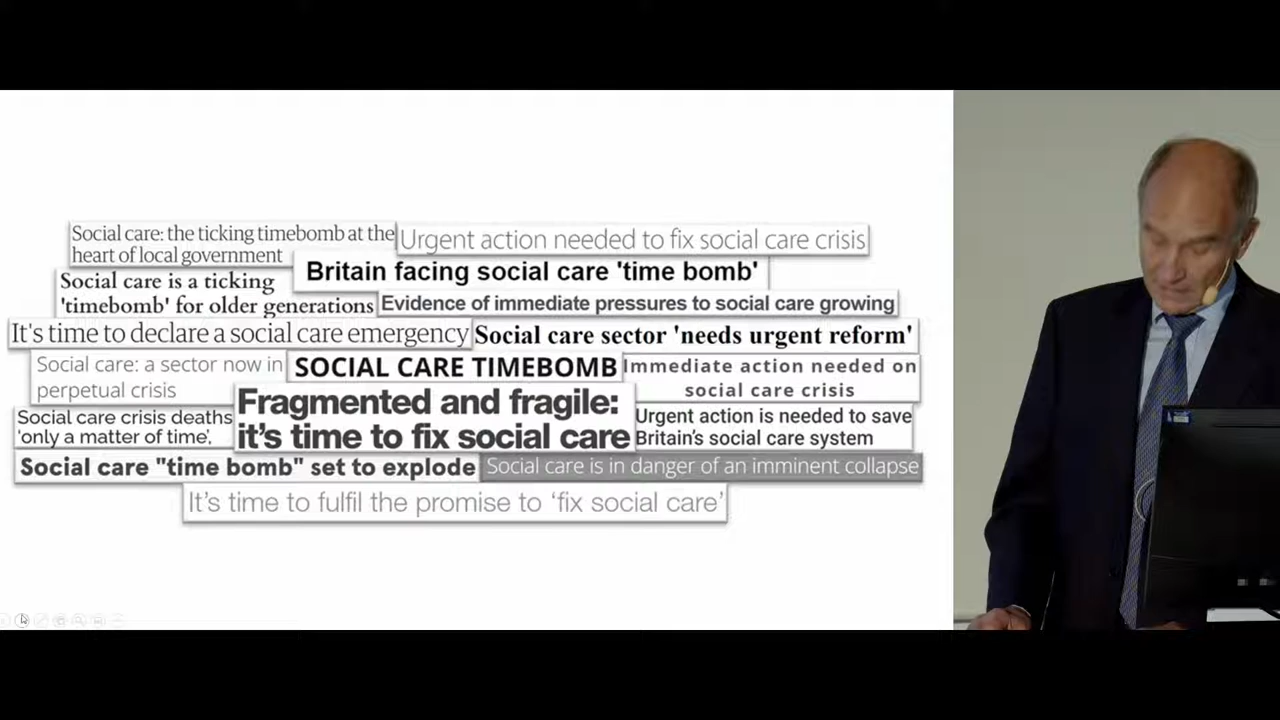 Social care: the ticking timebomb at the
heart of local government
Urgent action needed to fix social care crisis
Britain facing social care 'time bomb'
Social care is a ticking
'timebomb' for older generations
Evidence of immediate pressures to social care growing
It's time to declare a social care emergency
Social care sector 'needs urgent reform'
Social care: a sector now in
perpetual crisis
SOCIAL CARE TIMEBOMB
Immediate action needed on
social care crisis
Fragmented and fragile:
it's time to fix social care
Social care crisis deaths
'only a matter of time',
Urgent action is needed to save
Britain's social care system
Social care "time bomb" set to explode
Social care is in danger of an imminent collapse
It's time to fulfil the promise to ‘fix social care’